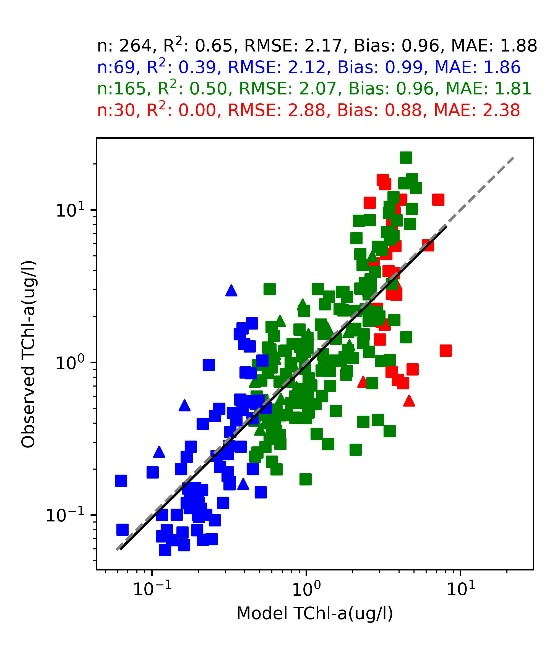 n: 264, R²: 0.65, RMSE: 2.17, Bias: 0.96, MAE: 1.88
n:69, R²: 0.39, RMSE: 2.12, Bias: 0.99, MAE: 1.86
n:165, R²: 0.50, RMSE: 2.07, Bias: 0.96, MAE: 1.81
n:30, R²: 0.00, RMSE: 2.88, Bias: 0.88, MAE: 2.38
10¹
10⁰
10⁻¹
Observed TChl-a(ug/l)
10⁻¹ 10⁰ 10¹
Model TChl-a(ug/l)